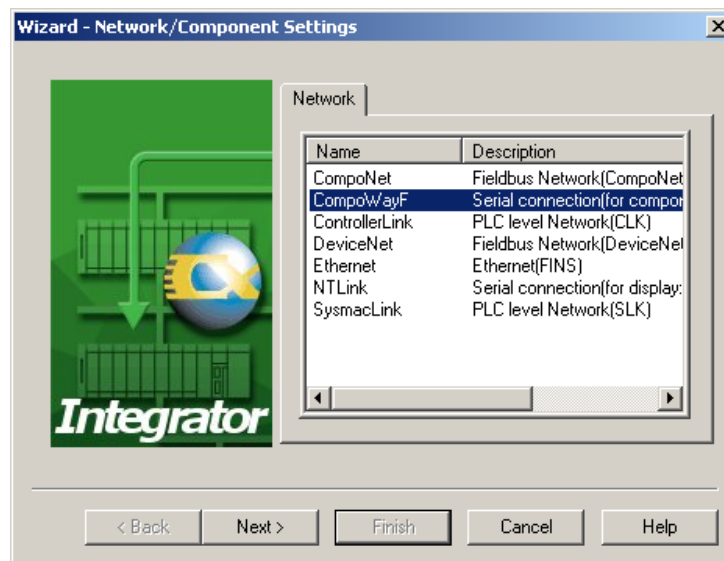 Wizard - Network/Component Settings
Network
Name Description
CompoNet Fieldbus Network(CompoNet
CompoWayF Serial connection(for compor
ControllerLink PLC level Network(CLK)
DeviceNet Fieldbus Network(DeviceNet
Ethernet Ethernet(FINS)
NTLink Serial connection(for display:
SysmacLink PLC level Network(SLK)
CX
Integrator
< Back Next > Finish Cancel Help